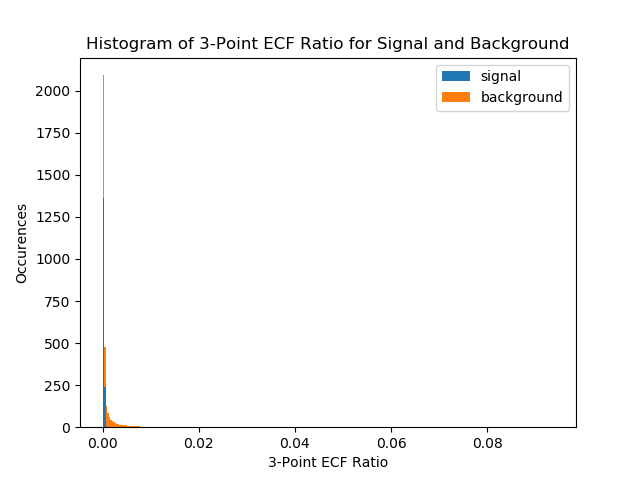 Histogram of 3-Point ECF Ratio for Signal and Background
signal
background
2000
1750
1500
1250
1000
750
500
250
0
Occurences
0.00 0.02 0.04 0.06 0.08
3-Point ECF Ratio